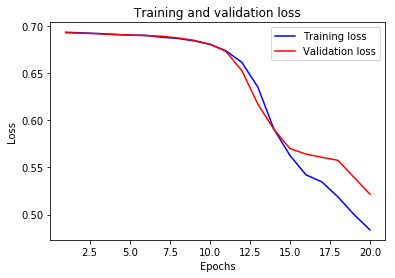 Training and validation loss
Training loss
Validation loss
0.70
0.65
0.60
0.55
0.50
Loss
2.5 5.0 7.5 10.0 12.5 15.0 17.5 20.0
Epochs